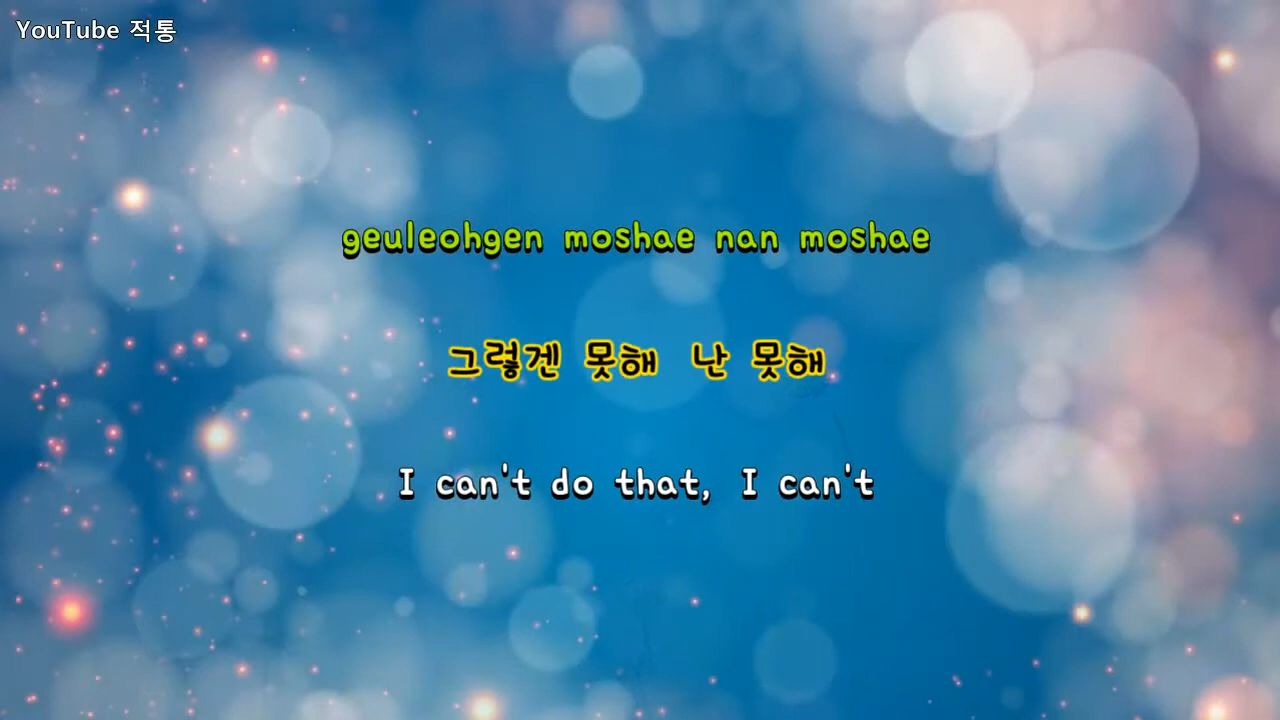 YouTube 적통
geuleohgen moshae nan moshae
그렇겐 못해 난 못해
I can't do that, I can't